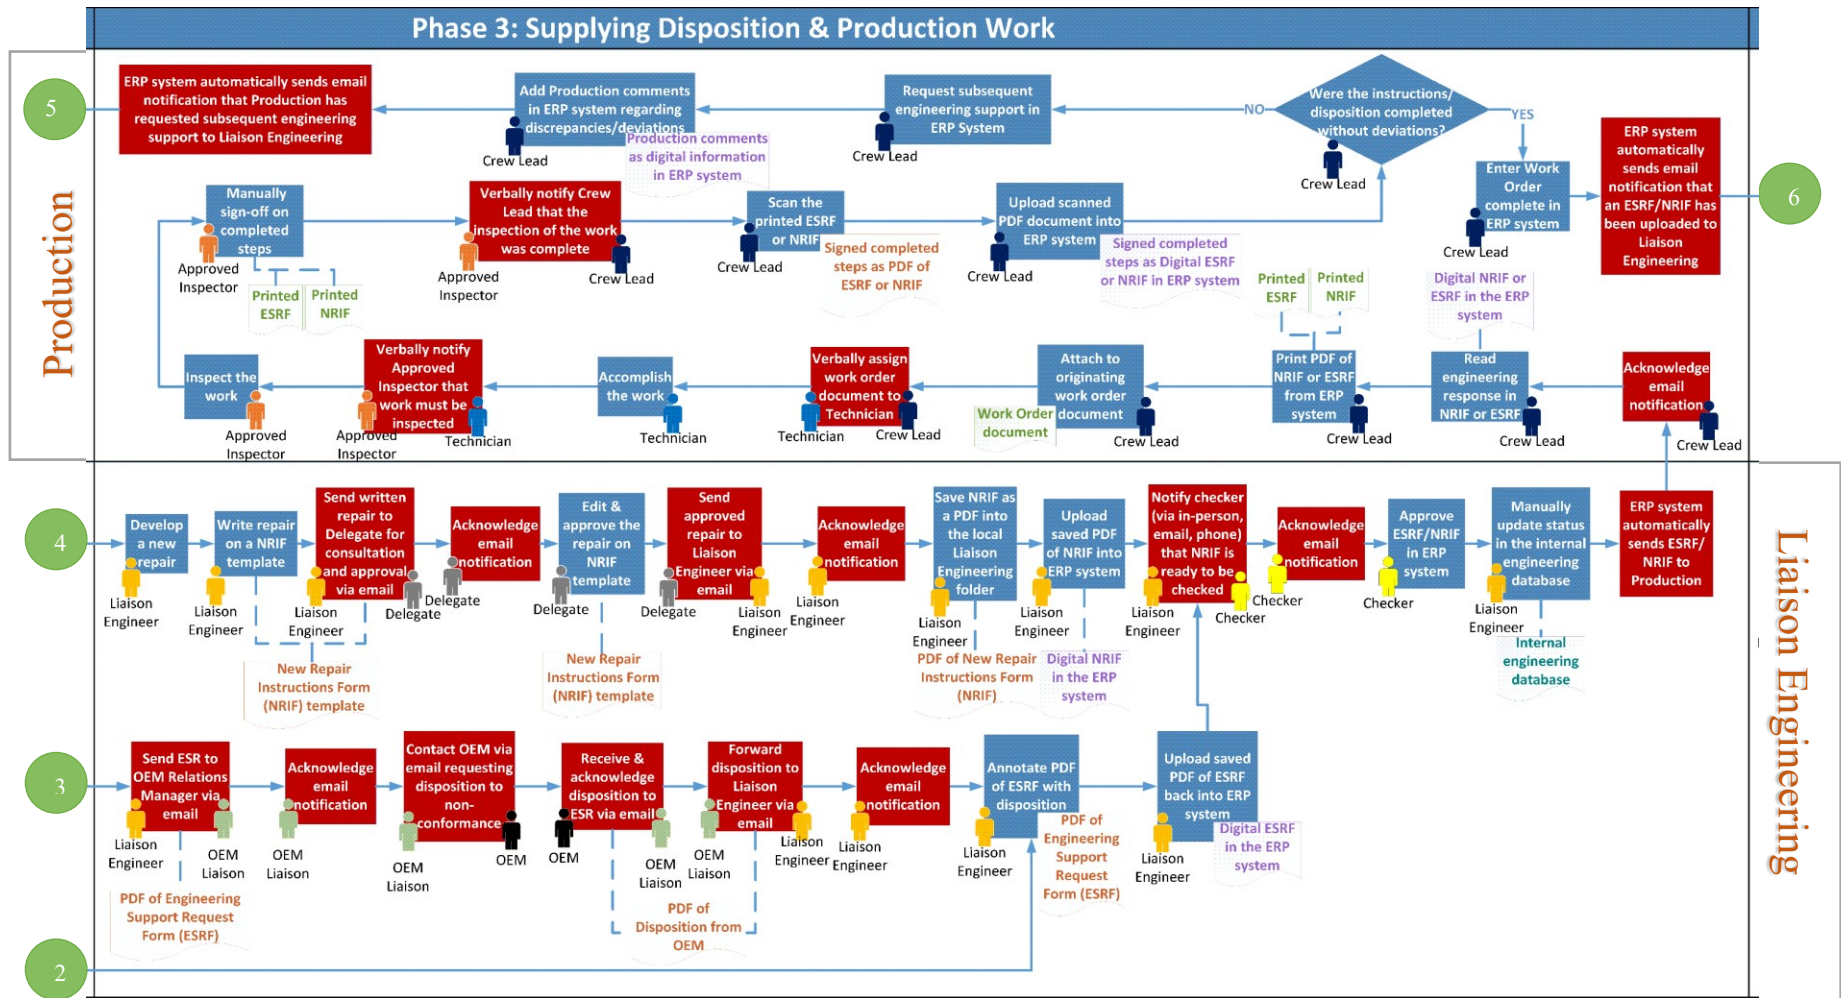 Phase 3: Supplying Disposition & Production Work
Production
5
ERP system automatically sends email
notification that Production has
requested subsequent engineering
support to Liaison Engineering
Add Production comments
in ERP system regarding
discrepancies/deviations
Crew Lead
Production comments
as digital information
in ERP system
Request subsequent
engineering support in
ERP System
Crew Lead
NO
Were the instructions/
disposition completed
without deviations?
Crew Lead
YES
Enter Work
Order
complete in
ERP system
Crew Lead
ERP system
automatically
sends email
notification that
an ESRF/NRIF has
been uploaded to
Liaison
Engineering
6
Manually
sign-off on
completed
steps
Approved
Inspector
Printed
ESRF
Printed
NRIF
Verbally notify Crew
Lead that the
inspection of the work
was complete
Approved
Inspector
Crew Lead
Scan the
printed ESRF
or NRIF
Crew Lead
Signed completed
steps as PDF of
ESRF or NRIF
Upload scanned
PDF document into
ERP system
Crew Lead
Signed completed
steps as Digital ESRF
or NRIF in ERP system
Printed
ESRF
Printed
NRIF
Digital NRIF or
ESRF in the ERP
system
Inspect the
work
Approved
Inspector
Verbally notify
Approved
Inspector that
work must be
inspected
Approved
Inspector
Technician
Accomplish
the work
Technician
Verbally assign
work order
document to
Technician
Technician
Crew Lead
Attach to
originating
work order
document
Work Order
document
Crew Lead
Print PDF of
NRIF or ESRF
from ERP
system
Crew Lead
Read
engineering
response in
NRIF or ESRF
Crew Lead
Acknowledge
email
notification
Crew Lead
Liaison Engineering
4
Develop
a new
repair
Liaison
Engineer
Write repair
on a NRIF
template
Liaison
Engineer
Send written
repair to
Delegate for
consultation
and approval
via email
Liaison
Engineer
Delegate
New Repair
Instructions Form
(NRIF) template
Acknowledge
email
notification
Delegate
Edit &
approve the
repair on
NRIF
template
Delegate
New Repair
Instructions Form
(NRIF) template
Send
approved
repair to
Liaison
Engineer via
email
Delegate
Liaison
Engineer
Acknowledge
email
notification
Liaison
Engineer
Save NRIF as
a PDF into
the local
Liaison
Engineering
folder
Liaison
Engineer
PDF of New Repair
Instructions Form
(NRIF)
Upload
saved PDF
of NRIF into
ERP system
Liaison
Engineer
Digital NRIF
in the ERP
system
Notify checker
(via in-person,
email, phone)
that NRIF is
ready to be
checked
Liaison
Engineer
Checker
Acknowledge
email
notification
Checker
Approve
ESRF/NRIF
in ERP
system
Checker
Manually
update status
in the internal
engineering
database
Liaison
Engineer
Internal
engineering
database
ERP system
automatically
sends ESRF/
NRIF to
Production
3
Send ESR to
OEM Relations
Manager via
email
Liaison
Engineer
OEM
Liaison
PDF of Engineering
Support Request
Form (ESRF)
Acknowledge
email
notification
OEM
Liaison
Contact OEM via
email requesting
disposition to
non-
conformance
OEM
Liaison
OEM
Receive &
acknowledge
disposition to
ESR via email
OEM
OEM
Liaison
PDF of
Disposition from
OEM
Forward
disposition to
Liaison
Engineer via
email
OEM
Liaison
Liaison
Engineer
Acknowledge
email
notification
Liaison
Engineer
Annotate PDF
of ESRF with
disposition
Liaison
Engineer
PDF of
Engineering
Support
Request
Form (ESRF)
Upload saved
PDF of ESRF
back into ERP
system
Liaison
Engineer
Digital ESRF
in the ERP
system
2